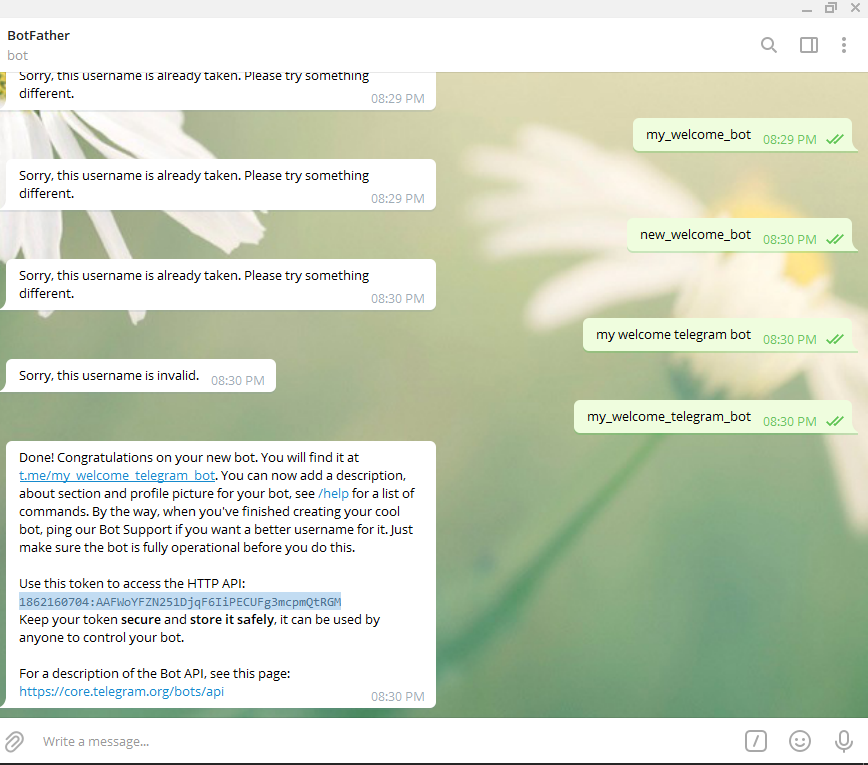 BotFather
bot
Sorry, this username is already taken. Please try something
different.
08:29 PM
my_welcome_bot 08:29 PM
Sorry, this username is already taken. Please try something
different.
08:29 PM
new_welcome_bot 08:30 PM
Sorry, this username is already taken. Please try something
different.
08:30 PM
my welcome telegram bot 08:30 PM
Sorry, this username is invalid. 08:30 PM
my_welcome_telegram_bot 08:30 PM
Done! Congratulations on your new bot. You will find it at
t.me/my_welcome_telegram_bot. You can now add a description,
about section and profile picture for your bot, see /help for a list of
commands. By the way, when you've finished creating your cool
bot, ping our Bot Support if you want a better username for it. Just
make sure the bot is fully operational before you do this.
Use this token to access the HTTP API:
1862160704:AAFWoYFZN251DjqF6IiPECUFg3mcpmQtRGM
Keep your token secure and store it safely, it can be used by
anyone to control your bot.
For a description of the Bot API, see this page:
https://core.telegram.org/bots/api
08:30 PM
Write a message...